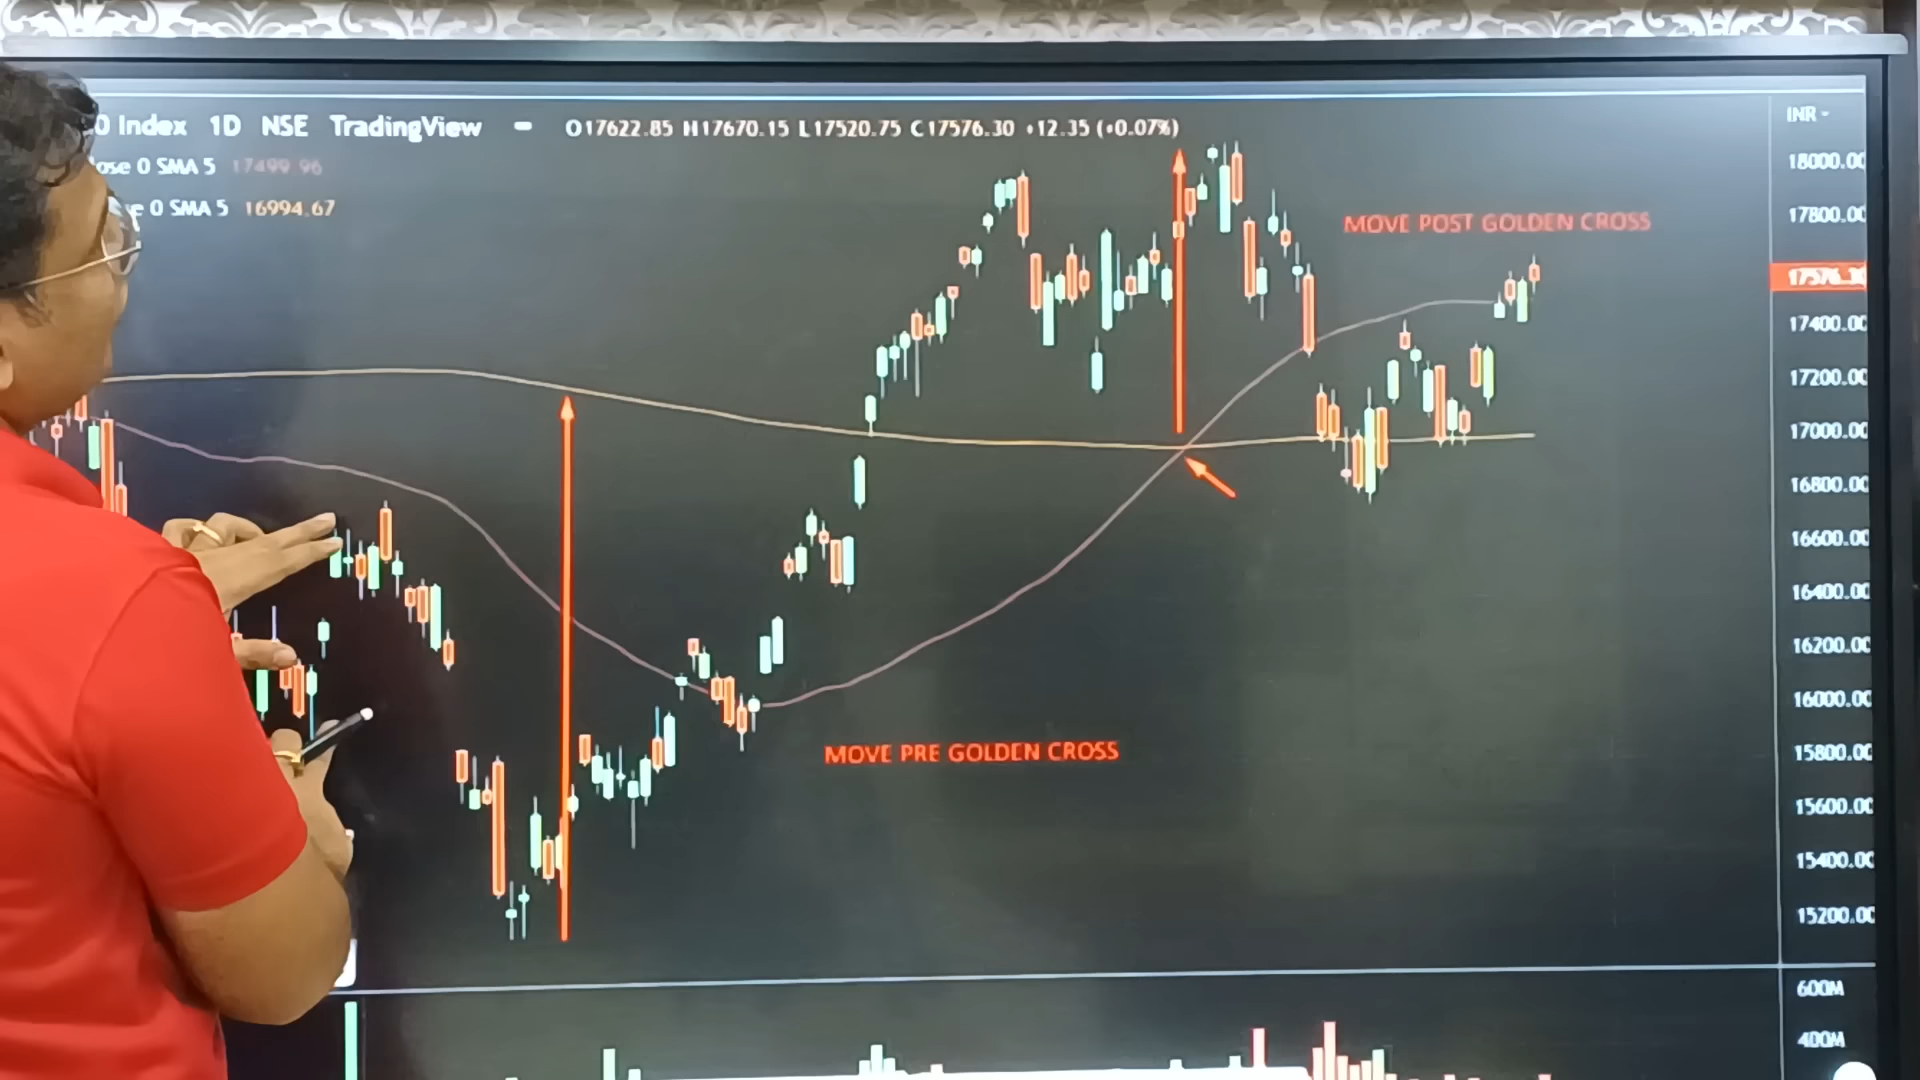 0 Index 1D NSE TradingView - O17622.85 H17670.15 L17520.75 C17576.30 +12.35 (+0.07%)
INR
0 SMA 5 17499.96
0 SMA 5 16994.67
MOVE POST GOLDEN CROSS
MOVE PRE GOLDEN CROSS
18000.00
17800.00
17576.30
17400.00
17200.00
17000.00
16800.00
16600.00
16400.00
16200.00
16000.00
15800.00
15600.00
15400.00
15200.00
600M
400M